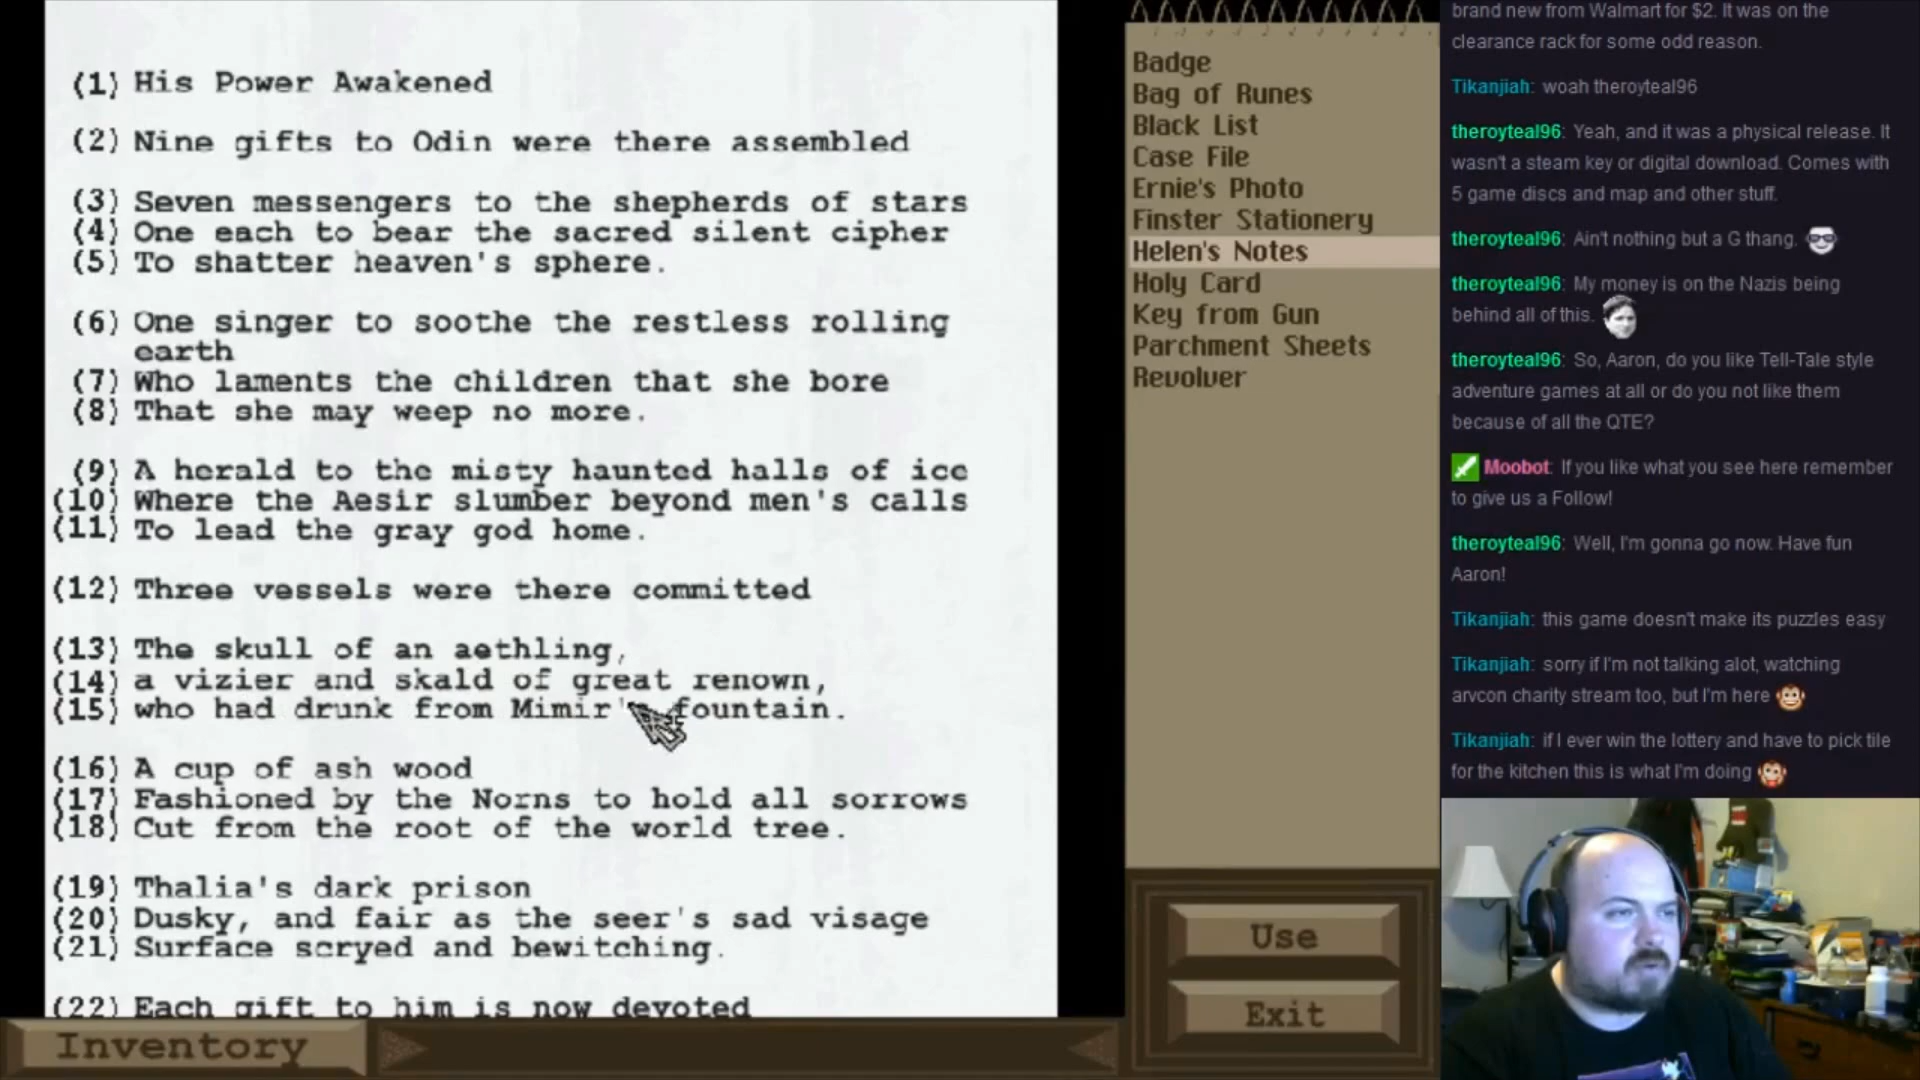 (1) His Power Awakened
(2) Nine gifts to Odin were there assembled
(3) Seven messengers to the shepherds of stars
(4) One each to bear the sacred silent cipher
(5) To shatter heaven's sphere.
(6) One singer to soothe the restless rolling
earth
(7) Who laments the children that she bore
(8) That she may weep no more.
(9) A herald to the misty haunted halls of ice
(10) Where the Aesir slumber beyond men's calls
(11) To lead the gray god home.
(12) Three vessels were there committed
(13) The skull of an aethling,
(14) a vizier and skald of great renown,
(15) who had drunk from Mimir' fountain.
(16) A cup of ash wood
(17) Fashioned by the Norns to hold all sorrows
(18) Cut from the root of the world tree.
(19) Thalia's dark prison
(20) Dusky, and fair as the seer's sad visage
(21) Surface scryed and bewitching.
(22) Each gift to him is now devoted
Inventory
Badge
Bag of Runes
Black List
Case File
Ernie's Photo
Finster Stationery
Helen's Notes
Holy Card
Key from Gun
Parchment Sheets
Revolver
Use
Exit
brand new from Walmart for $2. It was on the
clearance rack for some odd reason.
Tikanjiah: woah theroyteal96
theroyteal96: Yeah, and it was a physical release. It
wasn't a steam key or digital download. Comes with
5 game discs and map and other stuff.
theroyteal96: Ain't nothing but a G thang.
theroyteal96: My money is on the Nazis being
behind all of this.
theroyteal96: So, Aaron, do you like Tell-Tale style
adventure games at all or do you not like them
because of all the QTE?
Moobot: If you like what you see here remember
to give us a Follow!
theroyteal96: Well, I'm gonna go now. Have fun
Aaron!
Tikanjiah: this game doesn't make its puzzles easy
Tikanjiah: sorry if I'm not talking alot, watching
arvcon charity stream too, but I'm here
Tikanjiah: if I ever win the lottery and have to pick tile
for the kitchen this is what I'm doing